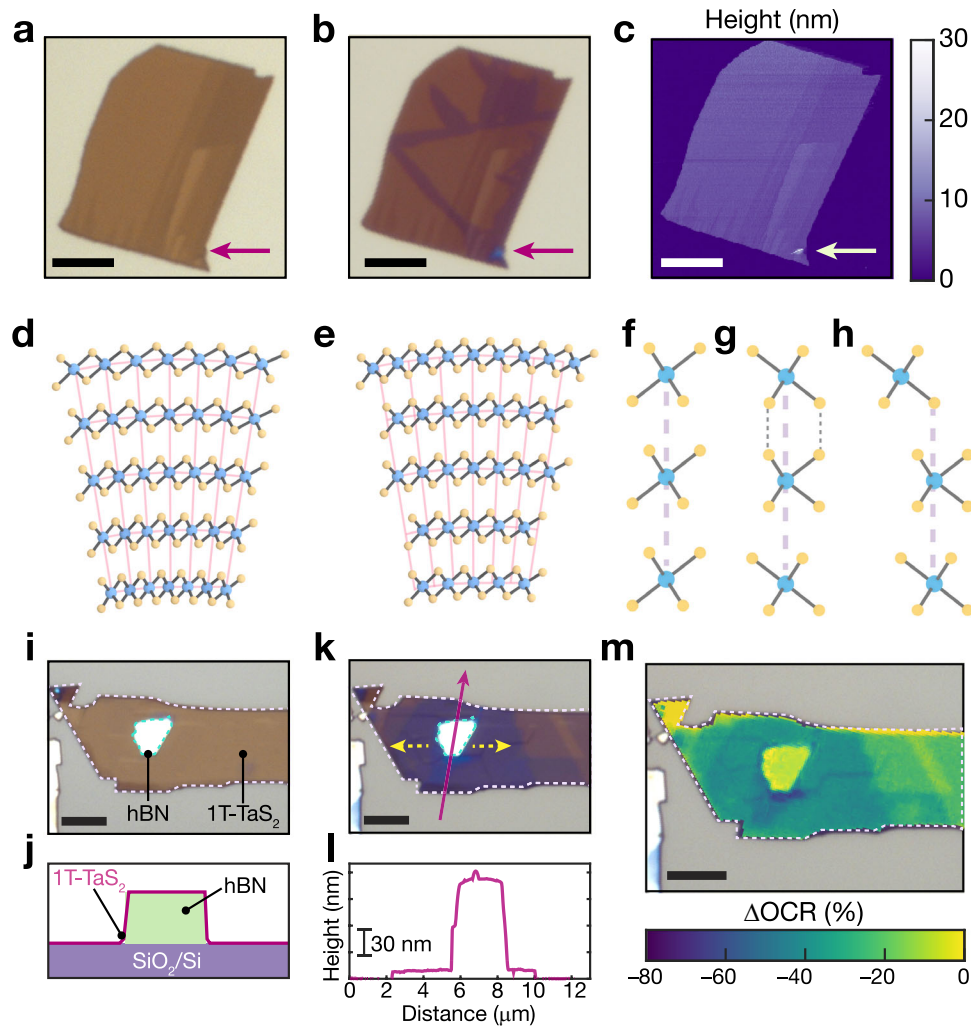 a
b
c
Height (nm)
30
20
10
0
d
e
f
g
h
i
hBN
1T-TaS₂
k
m
j
1T-TaS₂
hBN
SiO₂/Si
l
Height (nm)
30 nm
0 2 4 6 8 10 12
Distance (μm)
ΔOCR (%)
−80 −60 −40 −20 0